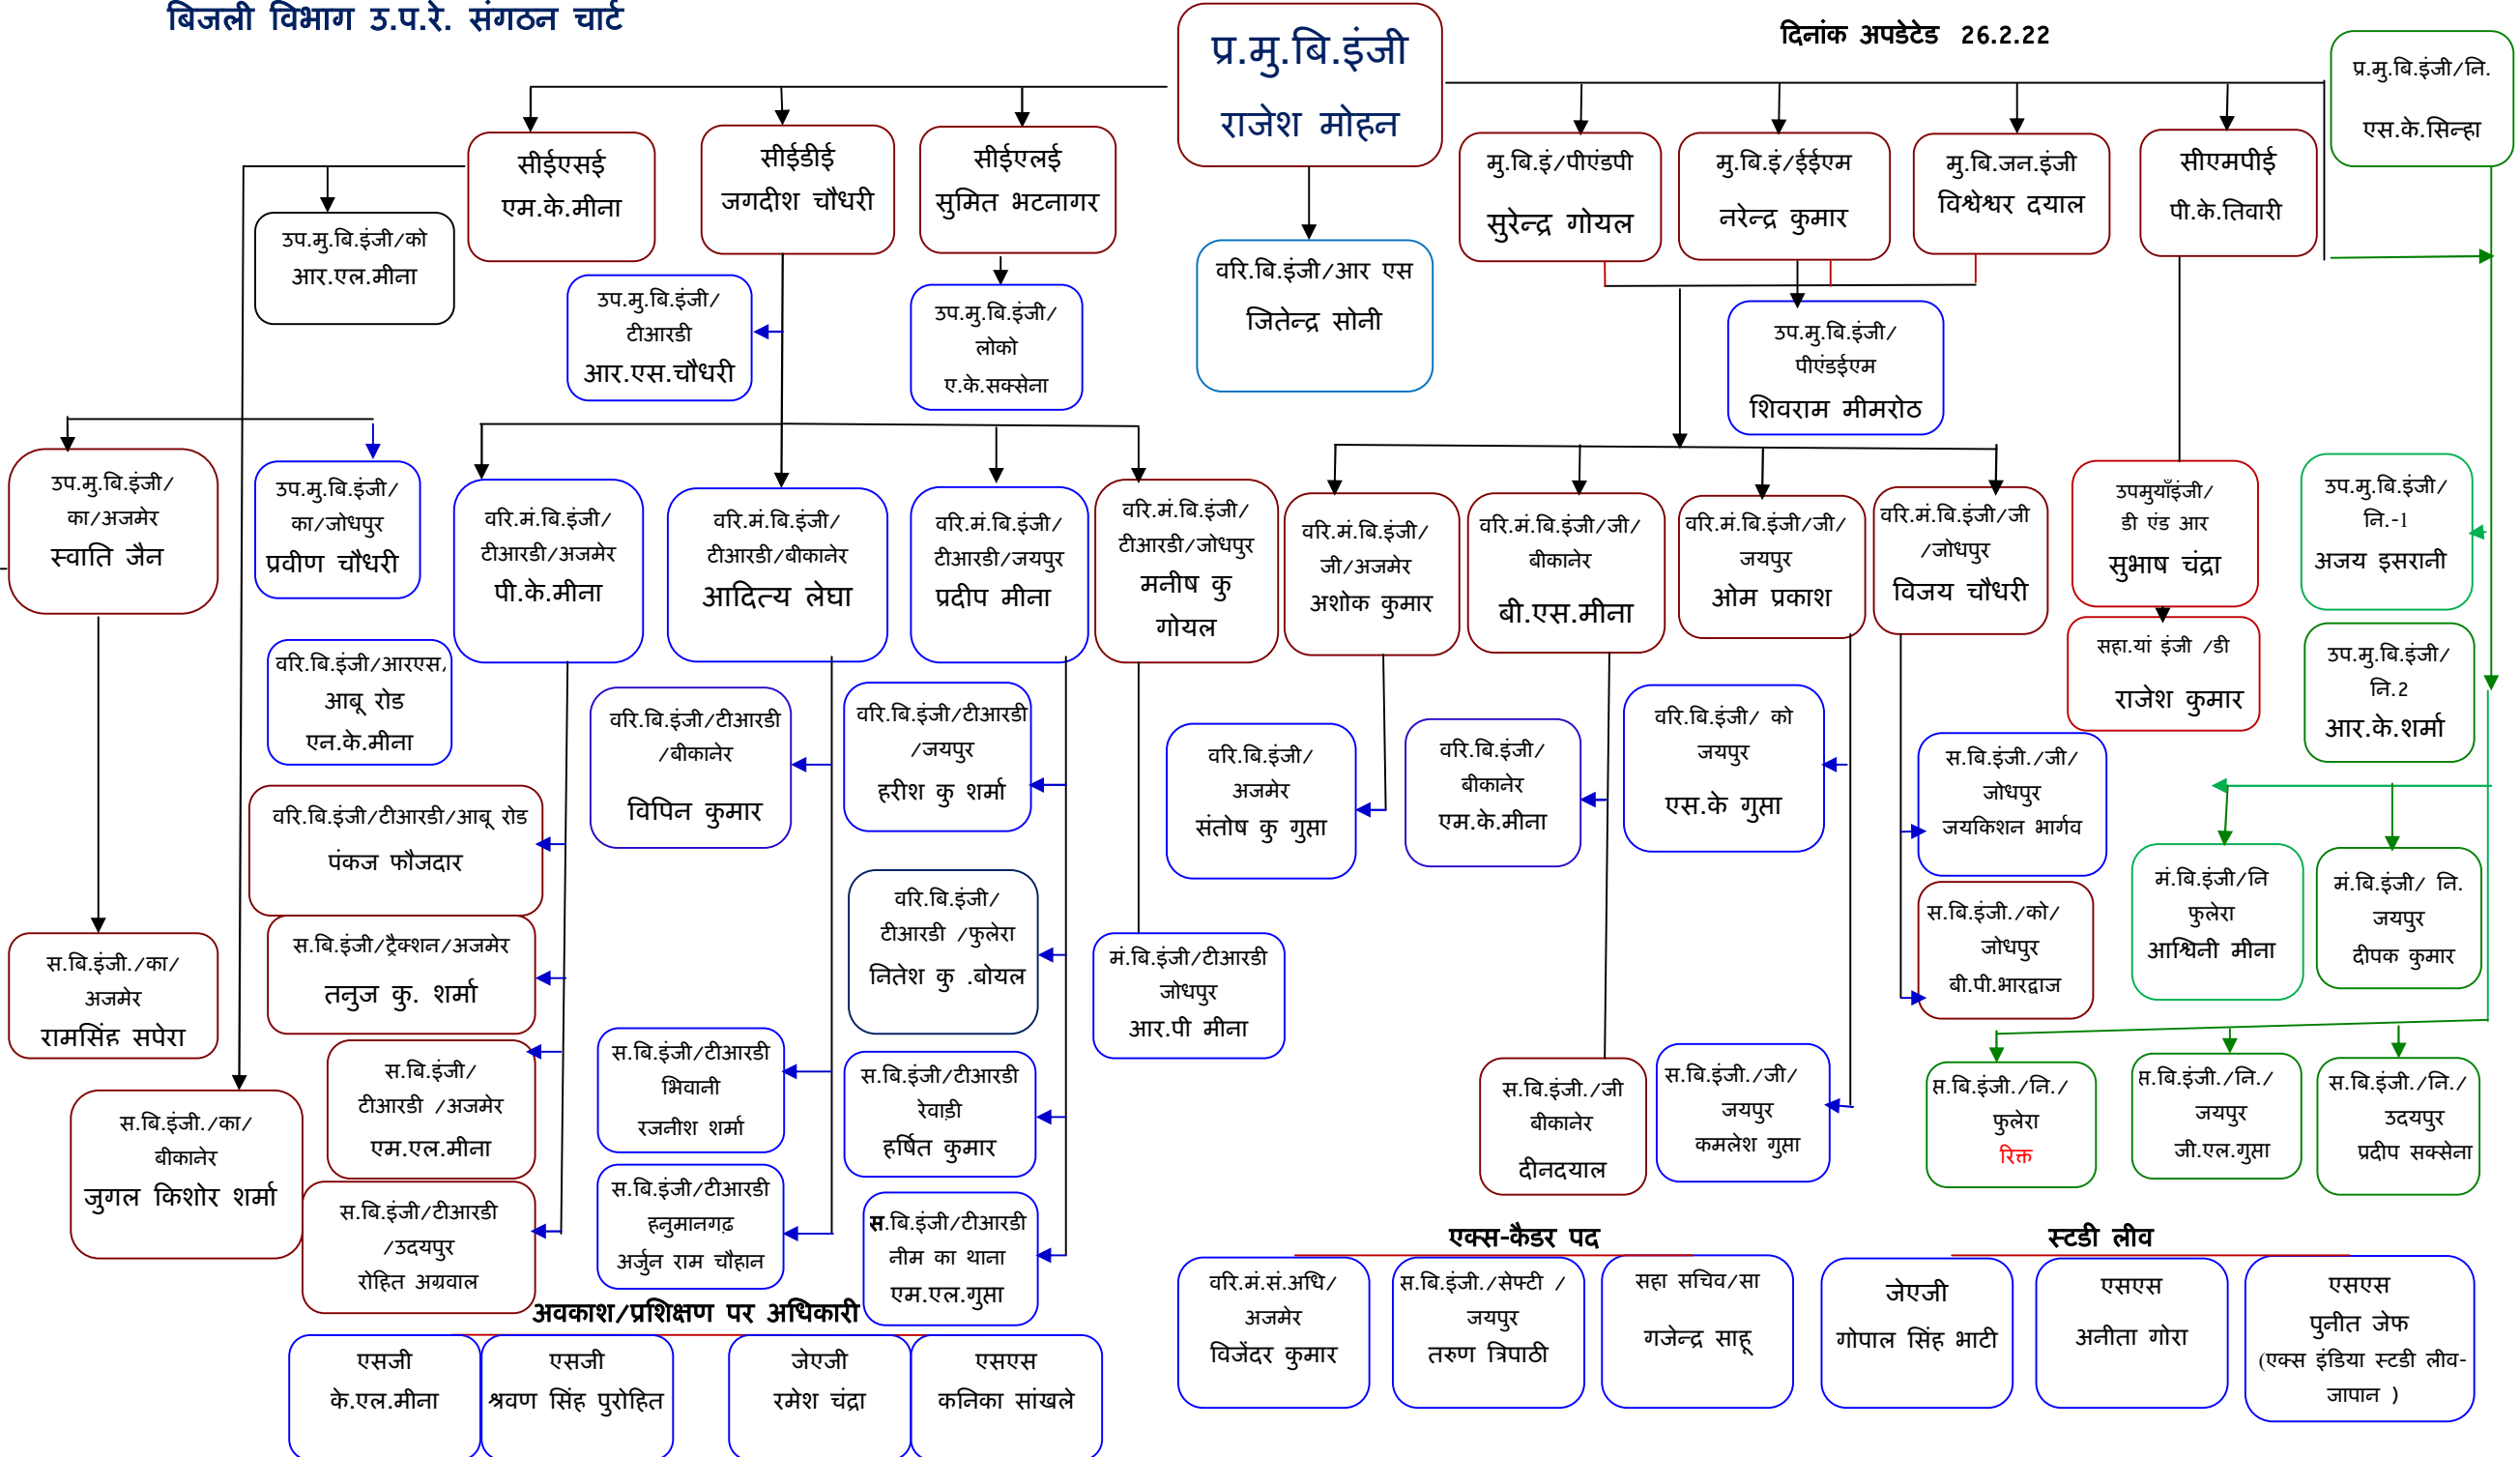 बिजली विभाग उ.प.रे. संगठन चार्ट
दिनांक अपडेटेड 26.2.22
प्र.मु.बि.इंजी
राजेश मोहन
प्र.मु.बि.इंजी/नि.
एस.के.सिन्हा
सीईएसई
एम.के.मीना
सीईडीई
जगदीश चौधरी
सीईएलई
सुमित भटनागर
मु.बि.इं/पीएंडपी
सुरेन्द्र गोयल
मु.बि.इं/ईईएम
नरेन्द्र कुमार
मु.बि.जन.इंजी
विश्वेश्वर दयाल
सीएमपीई
पी.के.तिवारी
उप.मु.बि.इंजी/को
आर.एल.मीना
उप.मु.बि.इंजी/
टीआरडी
आर.एस.चौधरी
उप.मु.बि.इंजी/
लोको
ए.के.सक्सेना
वरि.बि.इंजी/आर एस
जितेन्द्र सोनी
उप.मु.बि.इंजी/
पीएंडईएम
शिवराम मीमरोठ
उप.मु.बि.इंजी/
का/अजमेर
स्वाति जैन
उप.मु.बि.इंजी/
का/जोधपुर
प्रवीण चौधरी
वरि.मं.बि.इंजी/
टीआरडी/अजमेर
पी.के.मीना
वरि.मं.बि.इंजी/
टीआरडी/बीकानेर
आदित्य लेघा
वरि.मं.बि.इंजी/
टीआरडी/जयपुर
प्रदीप मीना
वरि.मं.बि.इंजी/
टीआरडी/जोधपुर
मनीष कु
गोयल
वरि.मं.बि.इंजी/
जी/अजमेर
अशोक कुमार
वरि.मं.बि.इंजी/जी/
बीकानेर
बी.एस.मीना
वरि.मं.बि.इंजी/जी/
जयपुर
ओम प्रकाश
वरि.मं.बि.इंजी/जी
/जोधपुर
विजय चौधरी
उपमुयाँइंजी/
डी एंड आर
सुभाष चंद्रा
उप.मु.बि.इंजी/
नि.-1
अजय इसरानी
सहा.यां इंजी /डी
राजेश कुमार
उप.मु.बि.इंजी/
नि.2
आर.के.शर्मा
वरि.बि.इंजी/आरएस/
आबू रोड
एन.के.मीना
वरि.बि.इंजी/टीआरडी
/बीकानेर
विपिन कुमार
वरि.बि.इंजी/टीआरडी
/जयपुर
हरीश कु शर्मा
वरि.बि.इंजी/
अजमेर
संतोष कु गुप्ता
वरि.बि.इंजी/
बीकानेर
एम.के.मीना
वरि.बि.इंजी/ को
जयपुर
एस.के गुप्ता
स.बि.इंजी./जी/
जोधपुर
जयकिशन भार्गव
वरि.बि.इंजी/टीआरडी/आबू रोड
पंकज फौजदार
वरि.बि.इंजी/
टीआरडी /फुलेरा
नितेश कु .बोयल
स.बि.इंजी./को/
जोधपुर
बी.पी.भारद्वाज
मं.बि.इंजी/नि
फुलेरा
आश्विनी मीना
मं.बि.इंजी/ नि.
जयपुर
दीपक कुमार
स.बि.इंजी/ट्रैक्शन/अजमेर
तनुज कु. शर्मा
स.बि.इंजी./का/
अजमेर
रामसिंह सपेरा
मं.बि.इंजी/टीआरडी
जोधपुर
आर.पी मीना
स.बि.इंजी/
टीआरडी /अजमेर
एम.एल.मीना
स.बि.इंजी/टीआरडी
भिवानी
रजनीश शर्मा
स.बि.इंजी/टीआरडी
रेवाड़ी
हर्षित कुमार
स.बि.इंजी./जी
बीकानेर
दीनदयाल
स.बि.इंजी./जी/
जयपुर
कमलेश गुप्ता
स.बि.इंजी./नि./
फुलेरा
रिक्त
स.बि.इंजी./नि./
जयपुर
जी.एल.गुप्ता
स.बि.इंजी./नि./
उदयपुर
प्रदीप सक्सेना
स.बि.इंजी./का/
बीकानेर
जुगल किशोर शर्मा
स.बि.इंजी/टीआरडी
/उदयपुर
रोहित अग्रवाल
स.बि.इंजी/टीआरडी
हनुमानगढ़
अर्जुन राम चौहान
स.बि.इंजी/टीआरडी
नीम का थाना
एम.एल.गुप्ता
एक्स-कैडर पद
वरि.मं.सं.अधि/
अजमेर
विजेंदर कुमार
स.बि.इंजी./सेफ्टी /
जयपुर
तरुण त्रिपाठी
सहा सचिव/सा
गजेन्द्र साहू
स्टडी लीव
जेएजी
गोपाल सिंह भाटी
एसएस
अनीता गोरा
एसएस
पुनीत जेफ
(एक्स इंडिया स्टडी लीव-
जापान )
अवकाश/प्रशिक्षण पर अधिकारी
एसजी
के.एल.मीना
एसजी
श्रवण सिंह पुरोहित
जेएजी
रमेश चंद्रा
एसएस
कनिका सांखले